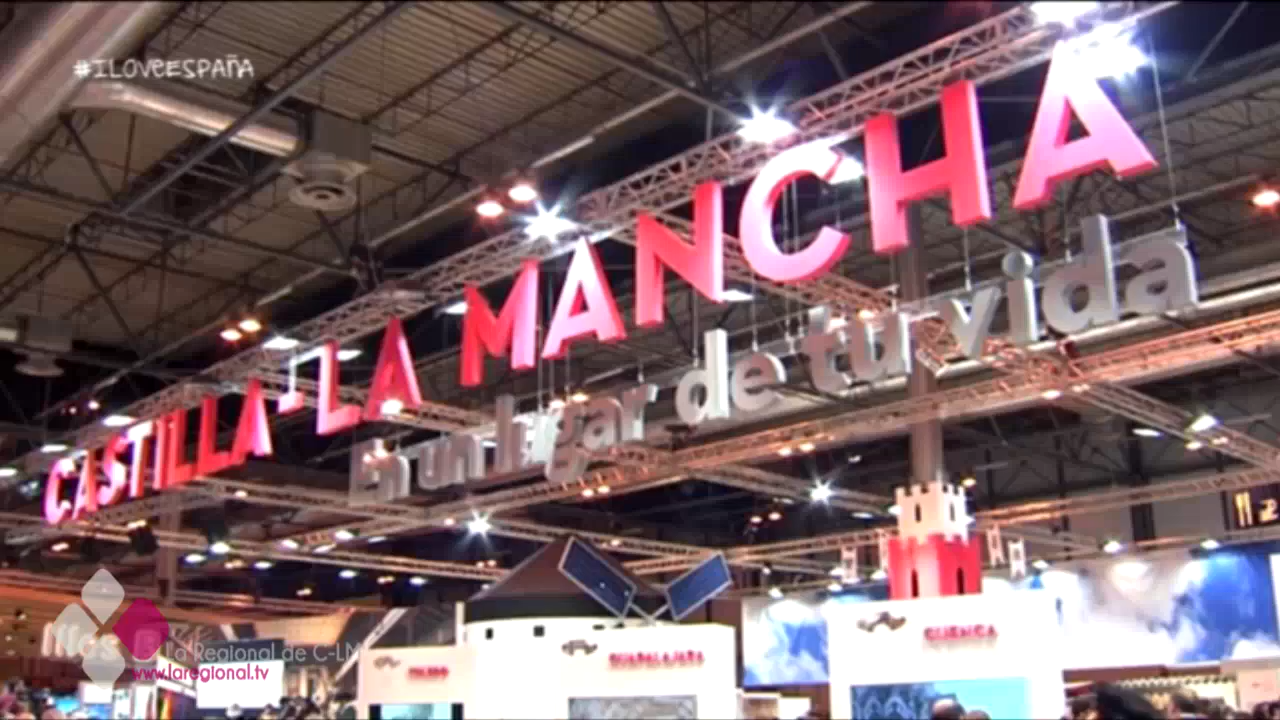 #ILOVEESPAÑA
CASTILLA-LA MANCHA
En un lugar de tu vida
CUENCA
GUADALAJARA
TOLEDO
La Regional de C-LM
www.laregional.tv